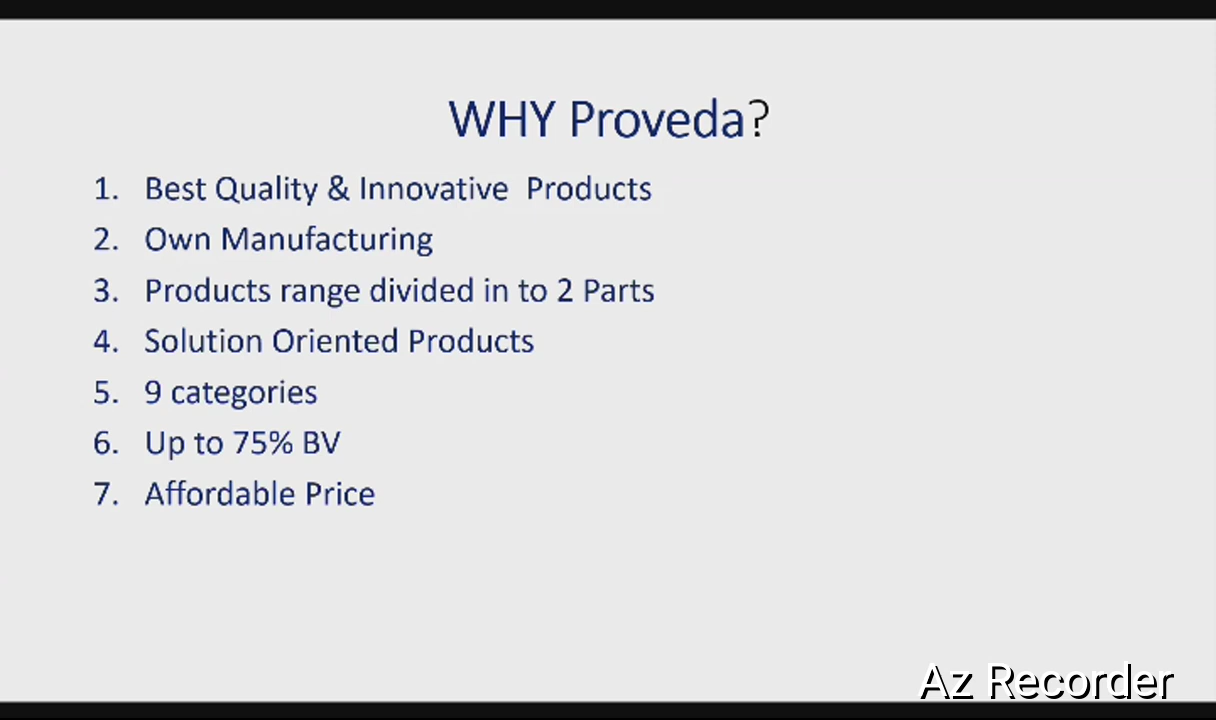 WHY Proveda?
1. Best Quality & Innovative Products
2. Own Manufacturing
3. Products range divided in to 2 Parts
4. Solution Oriented Products
5. 9 categories
6. Up to 75% BV
7. Affordable Price
Az Recorder